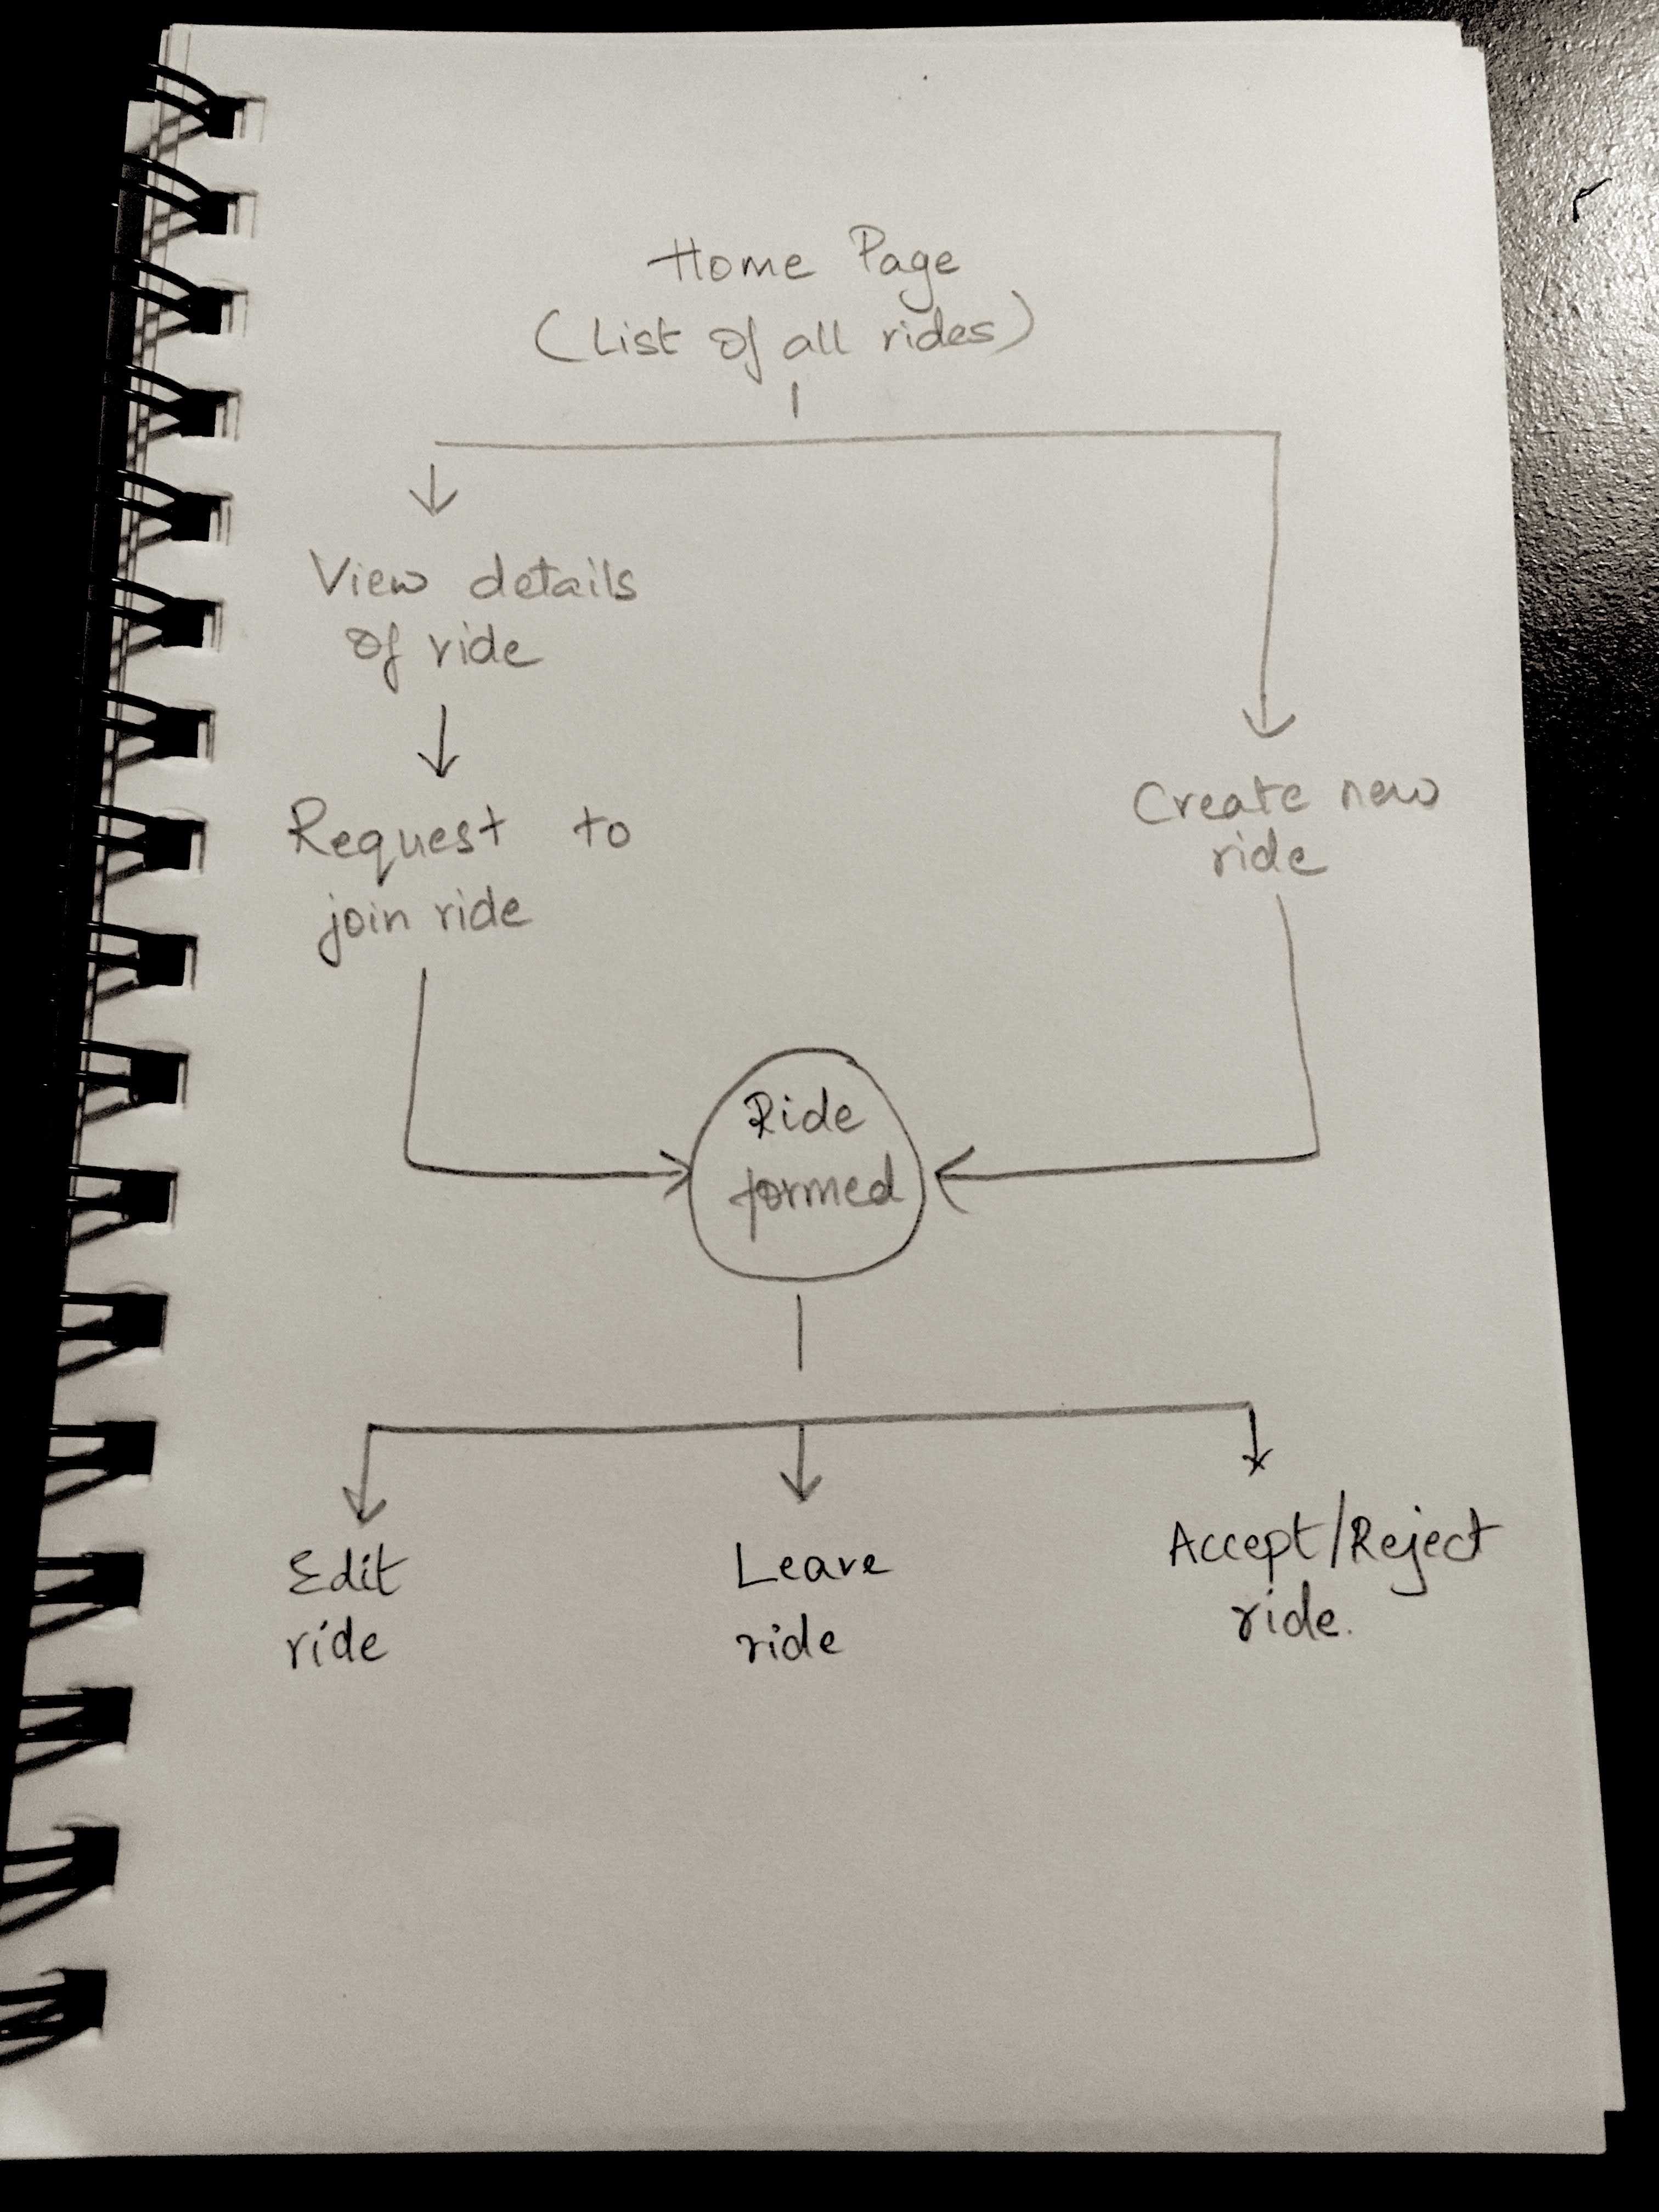 Home Page
(List of all rides)
View details
of ride
Request to
join ride
Create new
ride
Ride
formed
Edit
ride
Leave
ride
Accept/Reject
ride.